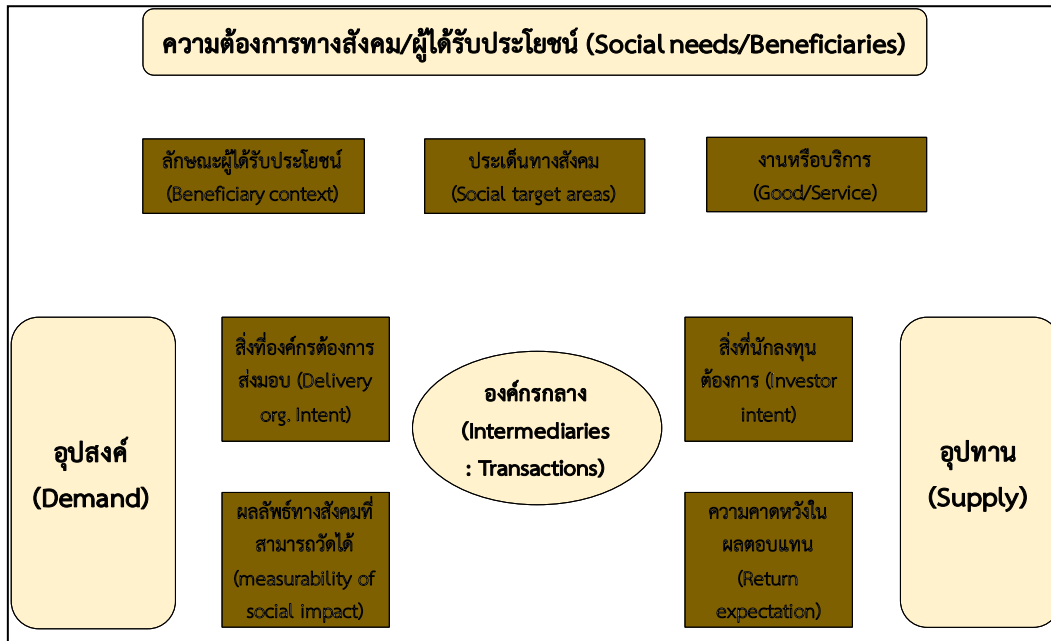 ความต้องการทางสังคม/ผู้ได้รับประโยชน์ (Social needs/Beneficiaries)
ลักษณะผู้ได้รับประโยชน์
(Beneficiary context)
ประเด็นทางสังคม
(Social target areas)
งานหรือบริการ
(Good/Service)
อุปสงค์
(Demand)
สิ่งที่องค์กรต้องการ
ส่งมอบ (Delivery
org. Intent)
ผลลัพธ์ทางสังคมที่
สามารถวัดได้
(measurability of
social impact)
องค์กรกลาง
(Intermediaries
: Transactions)
สิ่งที่นักลงทุน
ต้องการ (Investor
intent)
ความคาดหวังใน
ผลตอบแทน
(Return
expectation)
อุปทาน
(Supply)